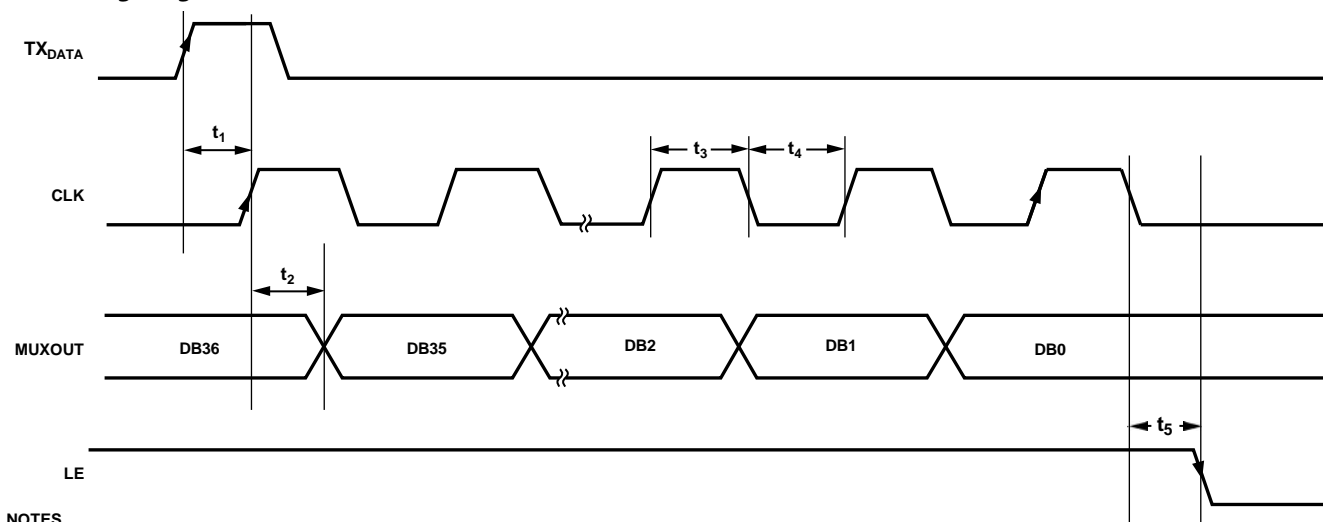 TXDATA
t1
t3
t4
CLK
t2
MUXOUT
DB36
DB35
DB2
DB1
DB0
t5
LE
NOTES